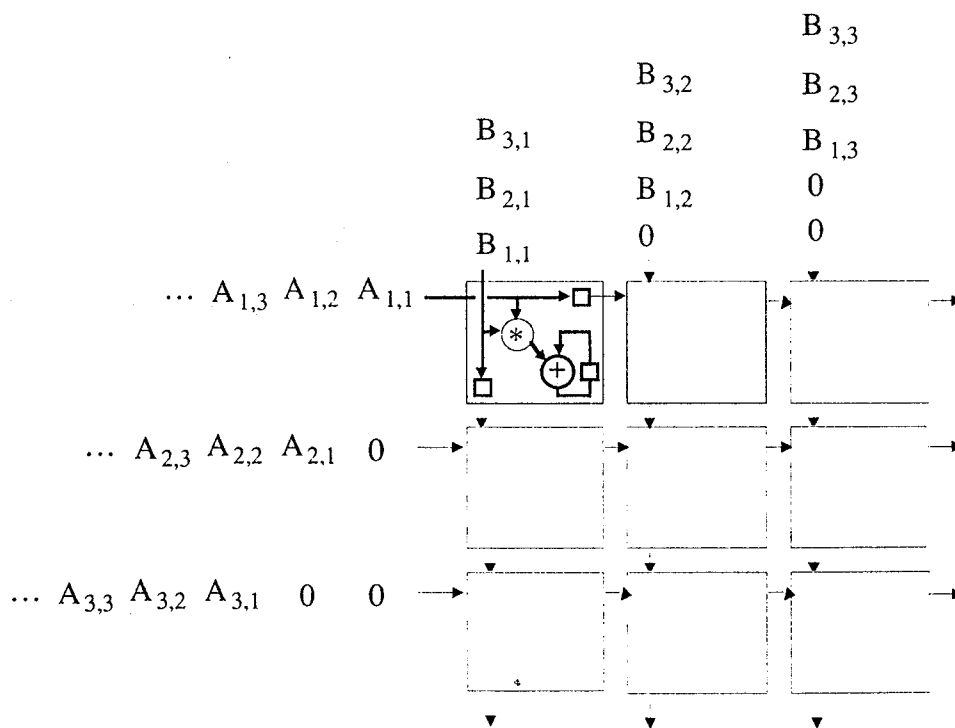 B 3,3
B 3,2 B 2,3
B 3,1 B 2,2 B 1,3
B 2,1 B 1,2 0
B 1,1 0 0
... A 1,3 A 1,2 A 1,1
*
+
... A 2,3 A 2,2 A 2,1 0
... A 3,3 A 3,2 A 3,1 0 0